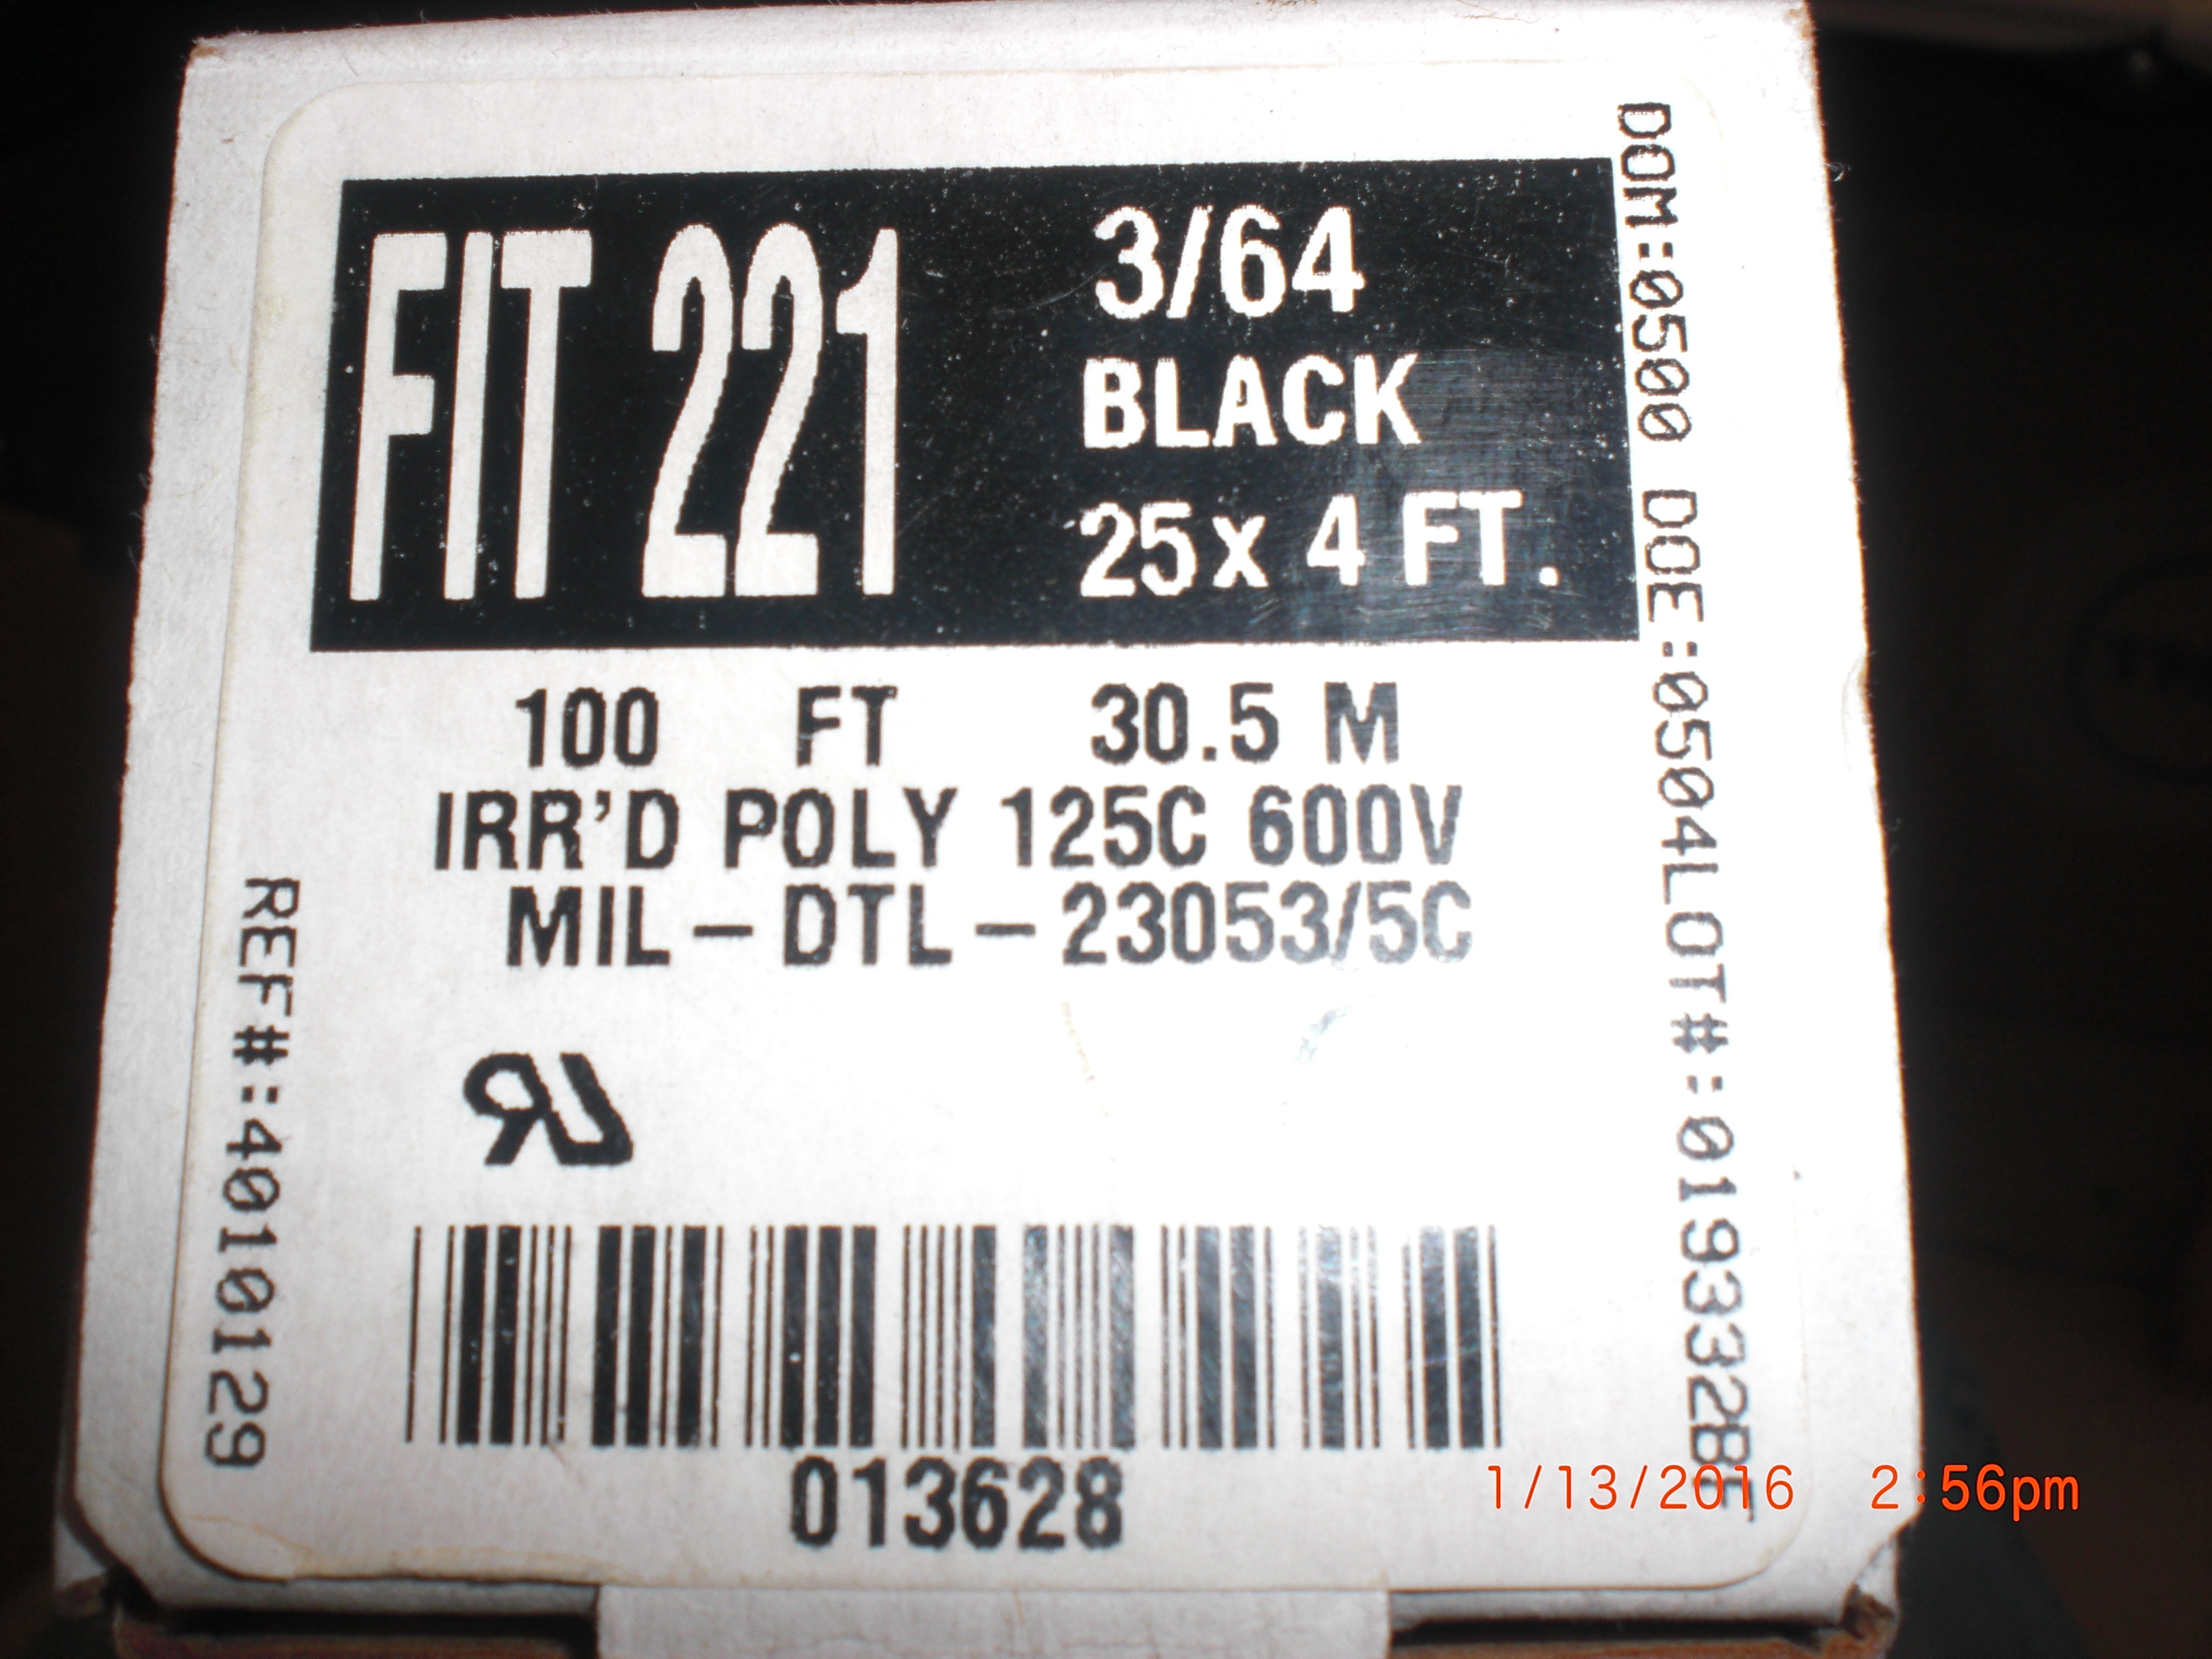 FIT 221
3/64
BLACK
25 x 4 FT.
100 FT 30.5 M
IRR'D POLY 125C 600V
MIL-DTL-23053/5C
013628
REF#:4010129
DOM:0500 DOE:0504LOT#:0193328
1/13/2016 2:56pm